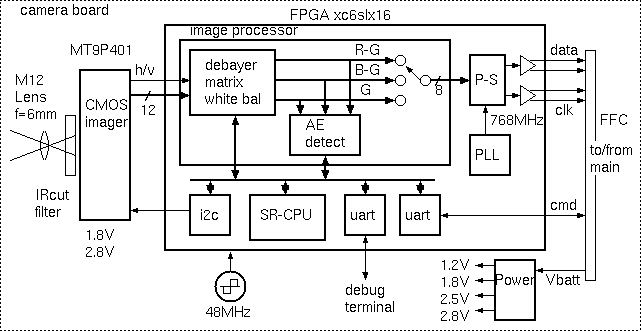 camera board
FPGA xc6slx16
image processor
MT9P401
h/v
12
M12
Lens
f=6mm
CMOS
imager
IRcut
filter
1.8V
2.8V
debayer
matrix
white bal
R-G
B-G
G
8
AE
detect
P-S
768MHz
PLL
data
clk
FFC
to/from
main
i2c
SR-CPU
uart
uart
cmd
48MHz
debug
terminal
1.2V
1.8V
2.5V
2.8V
Power
Vbatt